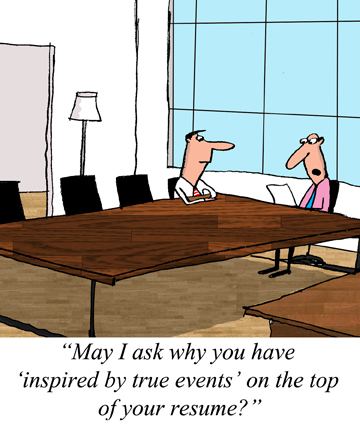 “May I ask why you have
‘inspired by true events’ on the top
of your resume?”